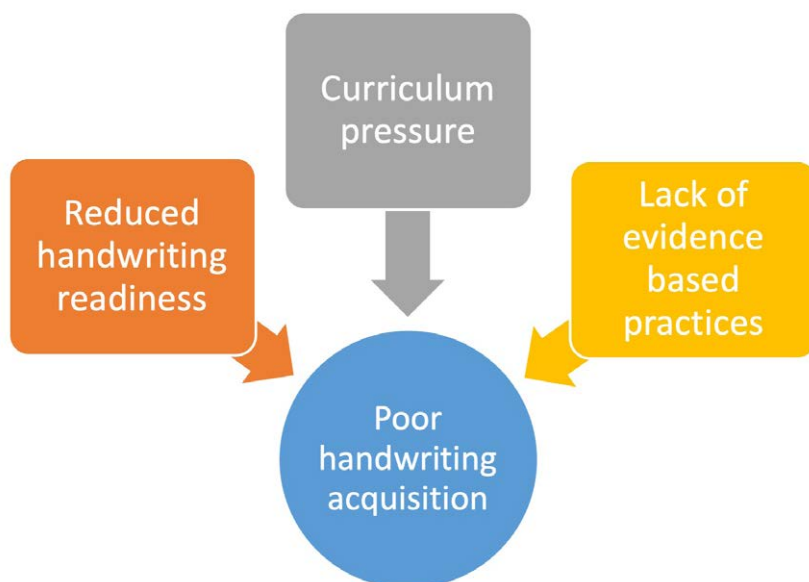 Curriculum
pressure
Reduced
handwriting
readiness
Lack of
evidence
based
practices
Poor
handwriting
acquisition